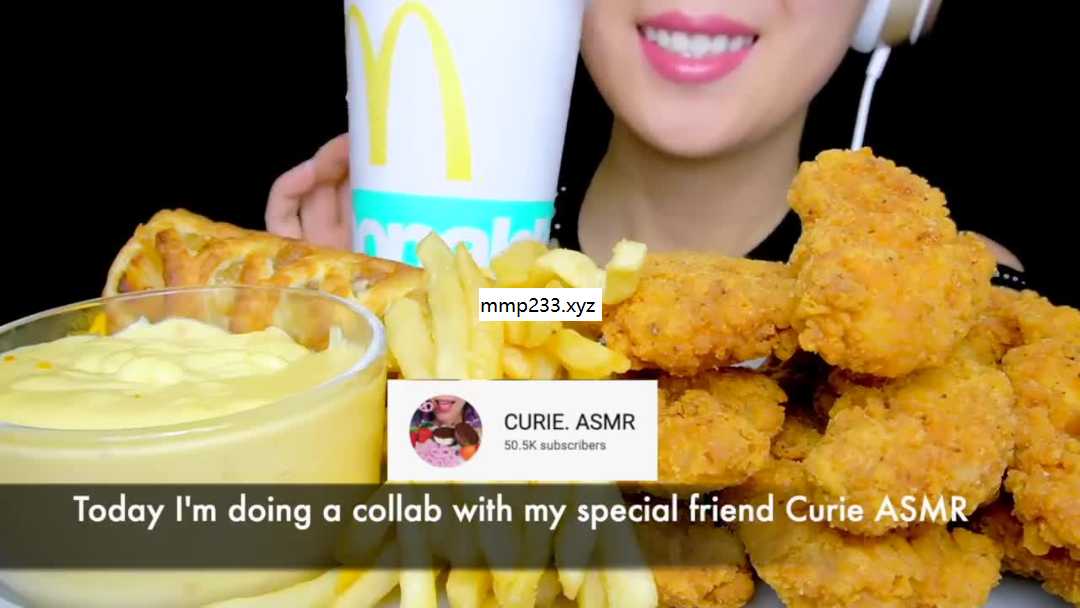 mmp233.xyz
CURIE. ASMR
50.5K subscribers
Today I'm doing a collab with my special friend Curie ASMR